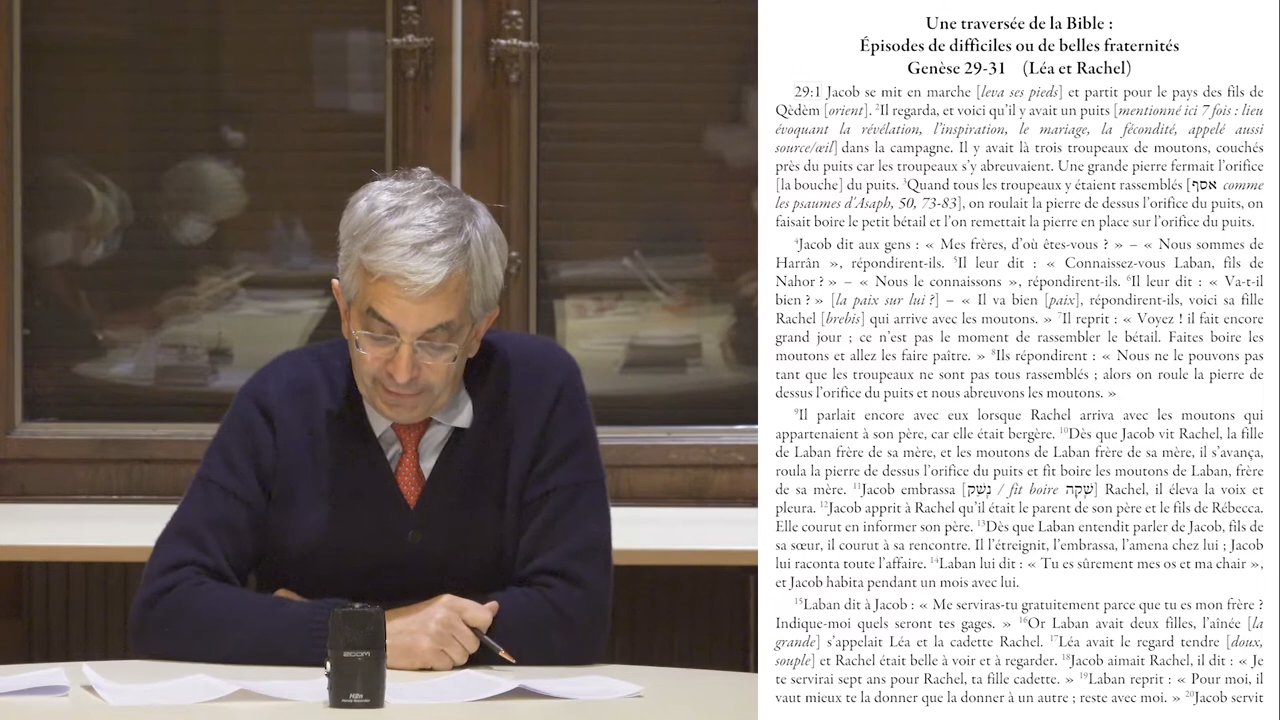 Une traversée de la Bible :
Épisodes de difficiles ou de belles fraternités
Genèse 29-31 (Léa et Rachel)
29:1 Jacob se mit en marche [leva ses pieds] et partit pour le pays des fils de
Qèdèm [orient]. ²Il regarda, et voici qu’il y avait un puits [mentionné ici 7 fois : lieu
évoquant la révélation, l’inspiration, le mariage, la fécondité, appelé aussi
source/œil] dans la campagne. Il y avait là trois troupeaux de moutons, couchés
près du puits car les troupeaux s’y abreuvaient. Une grande pierre fermait l’orifice
[la bouche] du puits. ³Quand tous les troupeaux y étaient rassemblés [אסף comme
les psaumes d’Asaph, 50, 73-83], on roulait la pierre de dessus l’orifice du puits, on
faisait boire le petit bétail et l’on remettait la pierre en place sur l’orifice du puits.
⁴Jacob dit aux gens : « Mes frères, d’où êtes-vous ? » – « Nous sommes de
Harrân », répondirent-ils. ⁵Il leur dit : « Connaissez-vous Laban, fils de
Nahor ? » – « Nous le connaissons », répondirent-ils. ⁶Il leur dit : « Va-t-il
bien ? » [la paix sur lui ?] – « Il va bien [paix], répondirent-ils, voici sa fille
Rachel [brebis] qui arrive avec les moutons. » ⁷Il reprit : « Voyez ! il fait encore
grand jour ; ce n’est pas le moment de rassembler le bétail. Faites boire les
moutons et allez les faire paître. » ⁸Ils répondirent : « Nous ne le pouvons pas
tant que les troupeaux ne sont pas tous rassemblés ; alors on roule la pierre de
dessus l’orifice du puits et nous abreuvons les moutons. »
⁹Il parlait encore avec eux lorsque Rachel arriva avec les moutons qui
appartenaient à son père, car elle était bergère. ¹⁰Dès que Jacob vit Rachel, la fille
de Laban frère de sa mère, et les moutons de Laban frère de sa mère, il s’avança,
roula la pierre de dessus l’orifice du puits et fit boire les moutons de Laban, frère
de sa mère. ¹¹Jacob embrassa [נָשַׁק / fit boire שָׁקָה] Rachel, il éleva la voix et
pleura. ¹²Jacob apprit à Rachel qu’il était le parent de son père et le fils de Rébecca.
Elle courut en informer son père. ¹³Dès que Laban entendit parler de Jacob, fils de
sa sœur, il courut à sa rencontre. Il l’étreignit, l’embrassa, l’amena chez lui ; Jacob
lui raconta toute l’affaire. ¹⁴Laban lui dit : « Tu es sûrement mes os et ma chair »,
et Jacob habita pendant un mois avec lui.
¹⁵Laban dit à Jacob : « Me serviras-tu gratuitement parce que tu es mon frère ?
Indique-moi quels seront tes gages. » ¹⁶Or Laban avait deux filles, l’aînée [la
grande] s’appelait Léa et la cadette Rachel. ¹⁷Léa avait le regard tendre [doux,
souple] et Rachel était belle à voir et à regarder. ¹⁸Jacob aimait Rachel, il dit : « Je
te servirai sept ans pour Rachel, ta fille cadette. » ¹⁹Laban reprit : « Pour moi, il
vaut mieux te la donner que la donner à un autre ; reste avec moi. » ²⁰Jacob servit
zoom
H2n
Handy Recorder